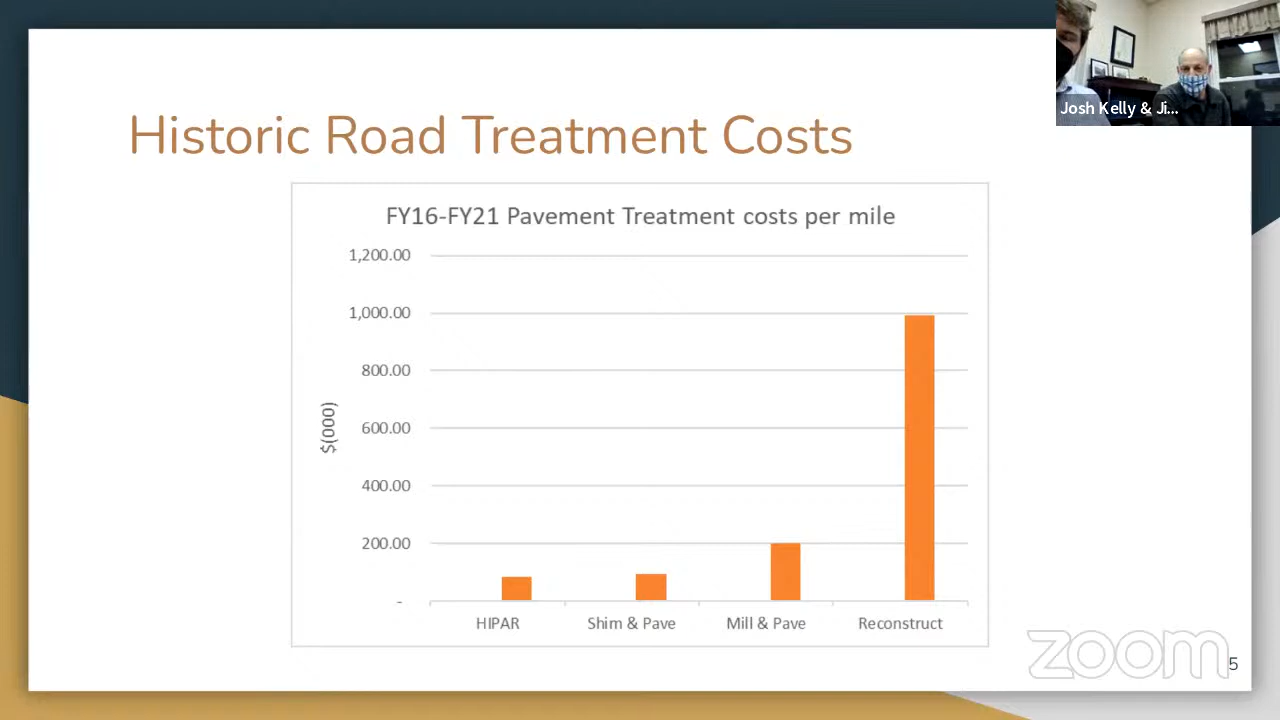 Josh Kelly & Ji...
Historic Road Treatment Costs
FY16-FY21 Pavement Treatment costs per mile
1,200.00
1,000.00
800.00
600.00
400.00
200.00
-
$(000)
HIPAR
Shim & Pave
Mill & Pave
Reconstruct
zoom
5